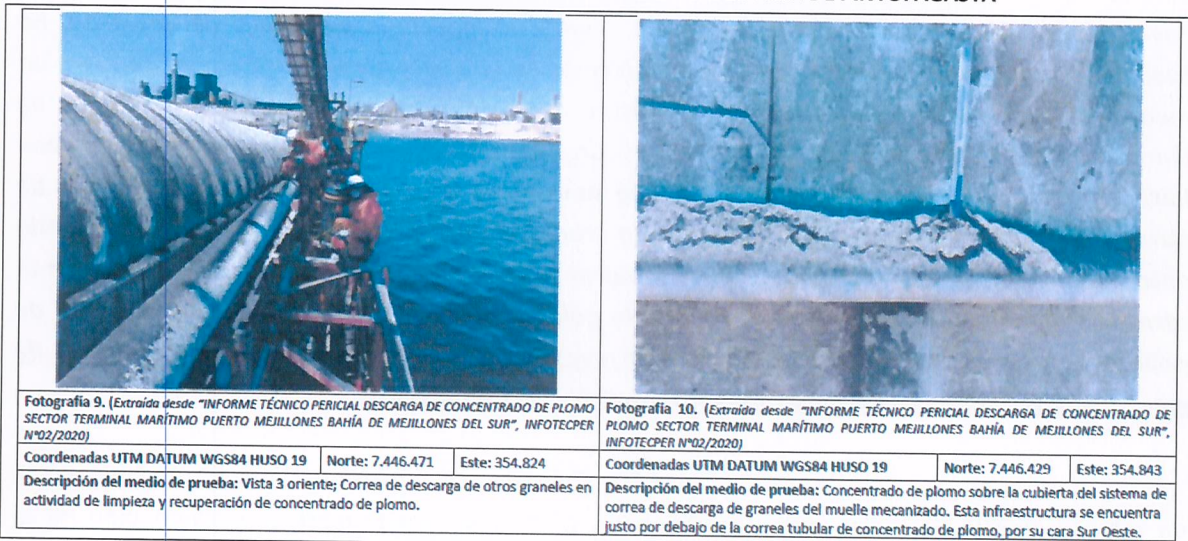 Fotografía 9. (Extraída desde "INFORME TÉCNICO PERICIAL DESCARGA DE CONCENTRADO DE PLOMO
SECTOR TERMINAL MARÍTIMO PUERTO MEJILLONES BAHÍA DE MEJILLONES DEL SUR", INFOTECPER
N°02/2020)
Coordenadas UTM DATUM WGS84 HUSO 19 Norte: 7.446.471 Este: 354.824
Descripción del medio de prueba: Vista 3 oriente; Correa de descarga de otros graneles en
actividad de limpieza y recuperación de concentrado de plomo.
Fotografía 10. (Extraída desde "INFORME TÉCNICO PERICIAL DESCARGA DE CONCENTRADO DE
PLOMO SECTOR TERMINAL MARÍTIMO PUERTO MEJILLONES BAHÍA DE MEJILLONES DEL SUR",
INFOTECPER N°02/2020)
Coordenadas UTM DATUM WGS84 HUSO 19 Norte: 7.446.429 Este: 354.843
Descripción del medio de prueba: Concentrado de plomo sobre la cubierta del sistema de
correa de descarga de graneles del muelle mecanizado. Esta infraestructura se encuentra
justo por debajo de la correa tubular de concentrado de plomo, por su cara Sur Oeste.